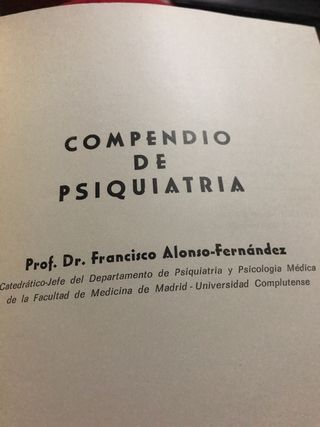 COMPENDIO
DE
PSIQUIATRIA
Prof. Dr. Francisco Alonso-Fernández
Catedrático-Jefe del Departamento de Psiquiatría y Psicología Médica
de la Facultad de Medicina de Madrid - Universidad Complutense